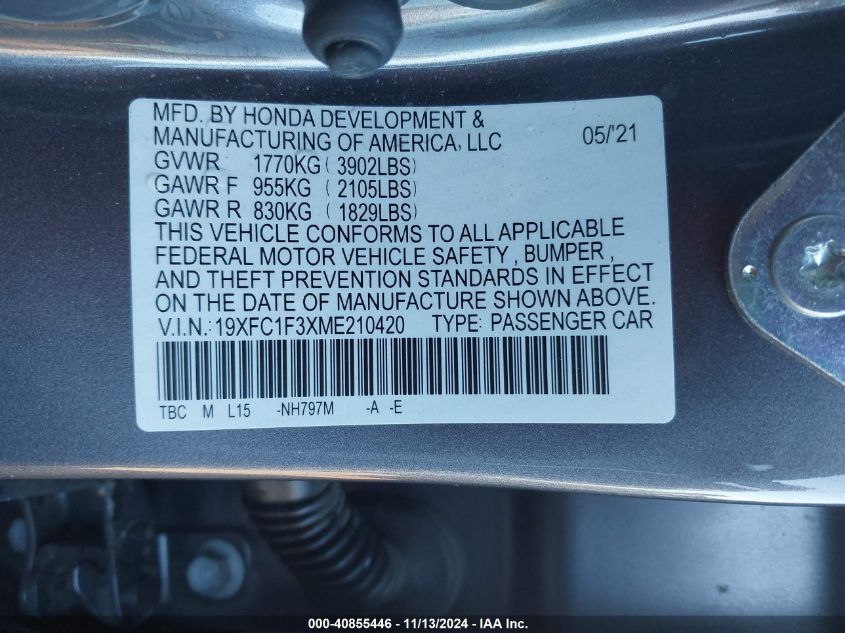 MFD. BY HONDA DEVELOPMENT &
MANUFACTURING OF AMERICA, LLC 05/'21
GVWR 1770KG ( 3902LBS)
GAWR F 955KG ( 2105LBS)
GAWR R 830KG ( 1829LBS)
THIS VEHICLE CONFORMS TO ALL APPLICABLE
FEDERAL MOTOR VEHICLE SAFETY , BUMPER ,
AND THEFT PREVENTION STANDARDS IN EFFECT
ON THE DATE OF MANUFACTURE SHOWN ABOVE.
V.I.N.: 19XFC1F3XME210420 TYPE: PASSENGER CAR
TBC M L15 -NH797M -A -E
000-40855446 - 11/13/2024 - IAA Inc.